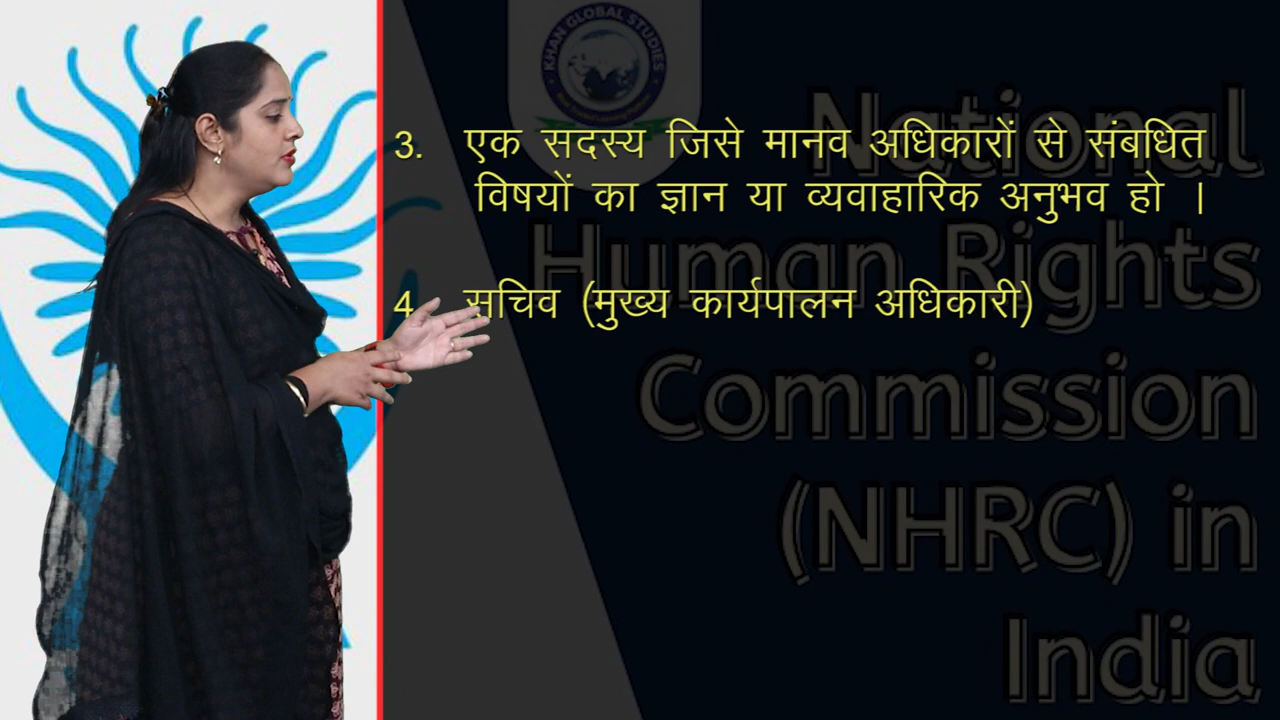 KHAN GLOBAL STUDIES
National
3. एक सदस्य जिसे मानव अधिकारों से संबधित
विषयों का ज्ञान या व्यवाहारिक अनुभव हो ।
Human Rights
4. सचिव (मुख्य कार्यपालन अधिकारी)
Commission
(NHRC) in
India